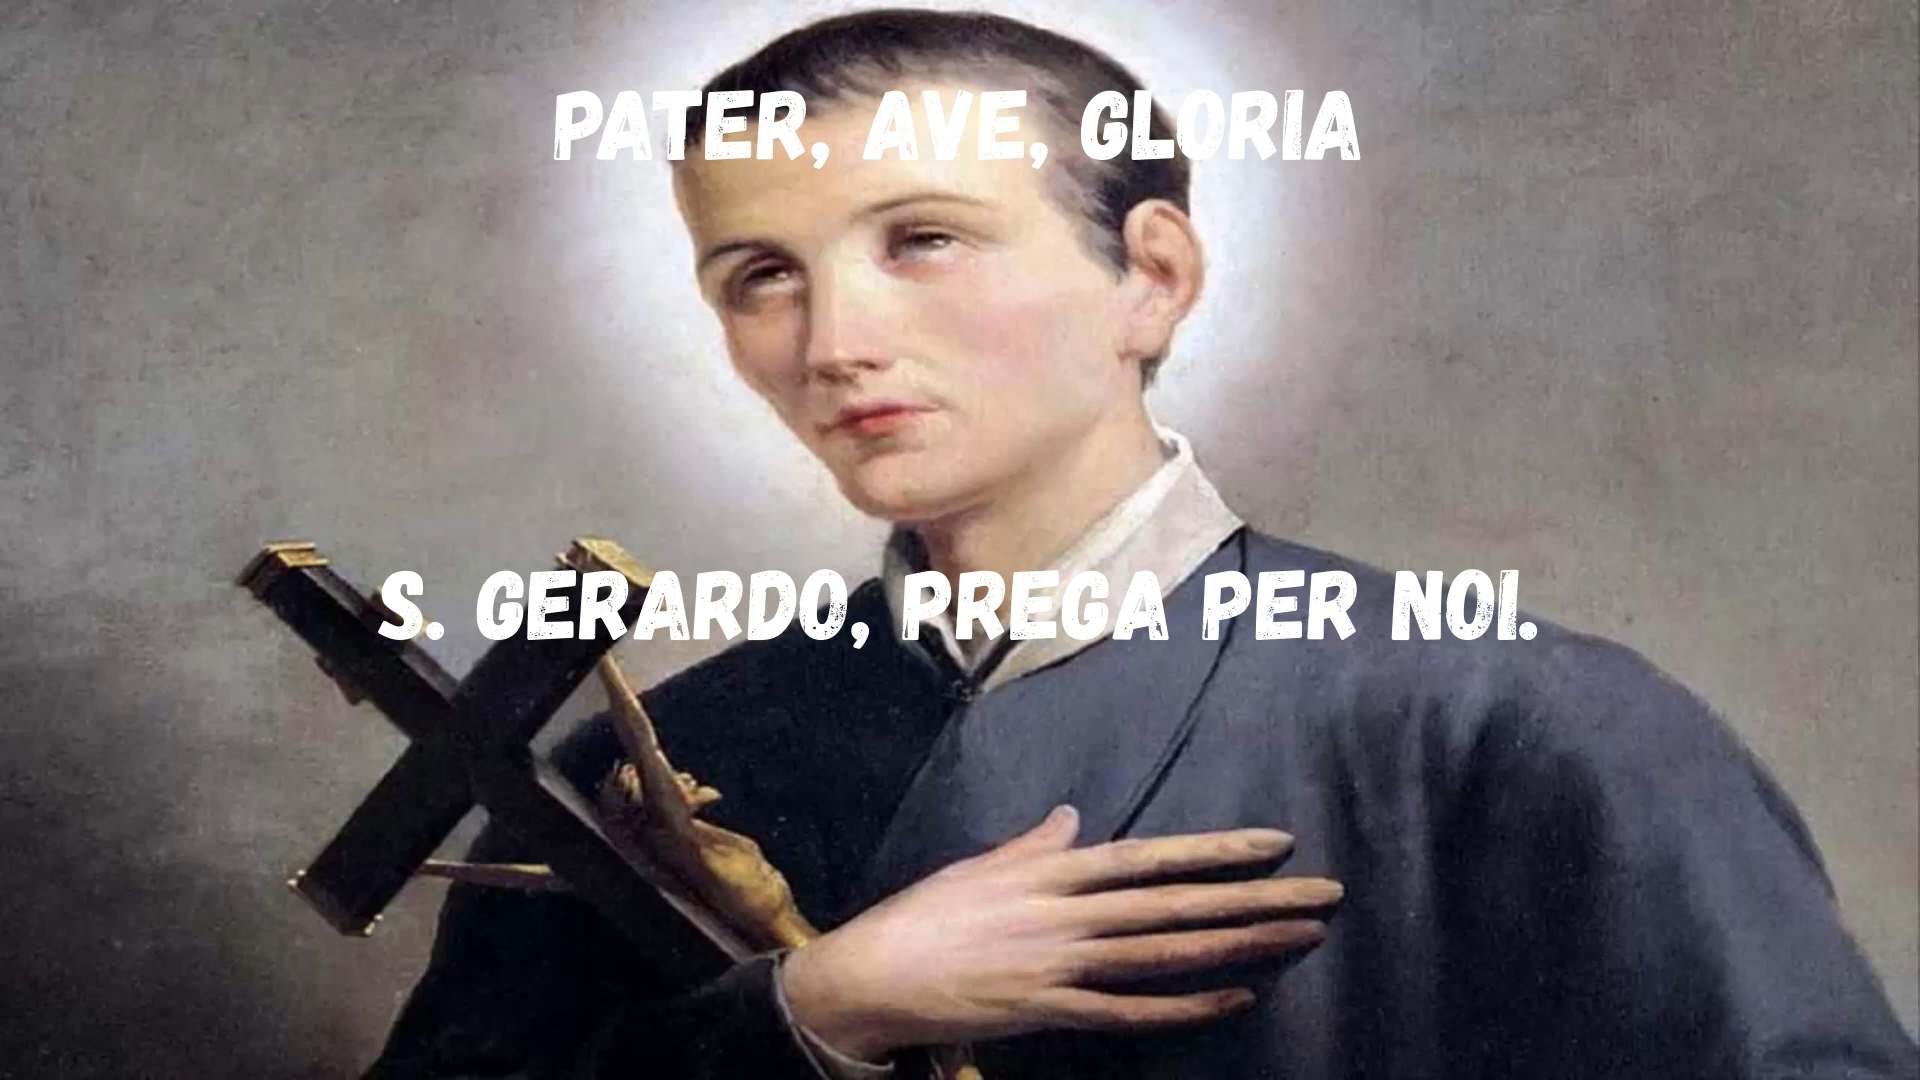 PATER, AVE, GLORIA
S. GERARDO, PREGA PER NOI.